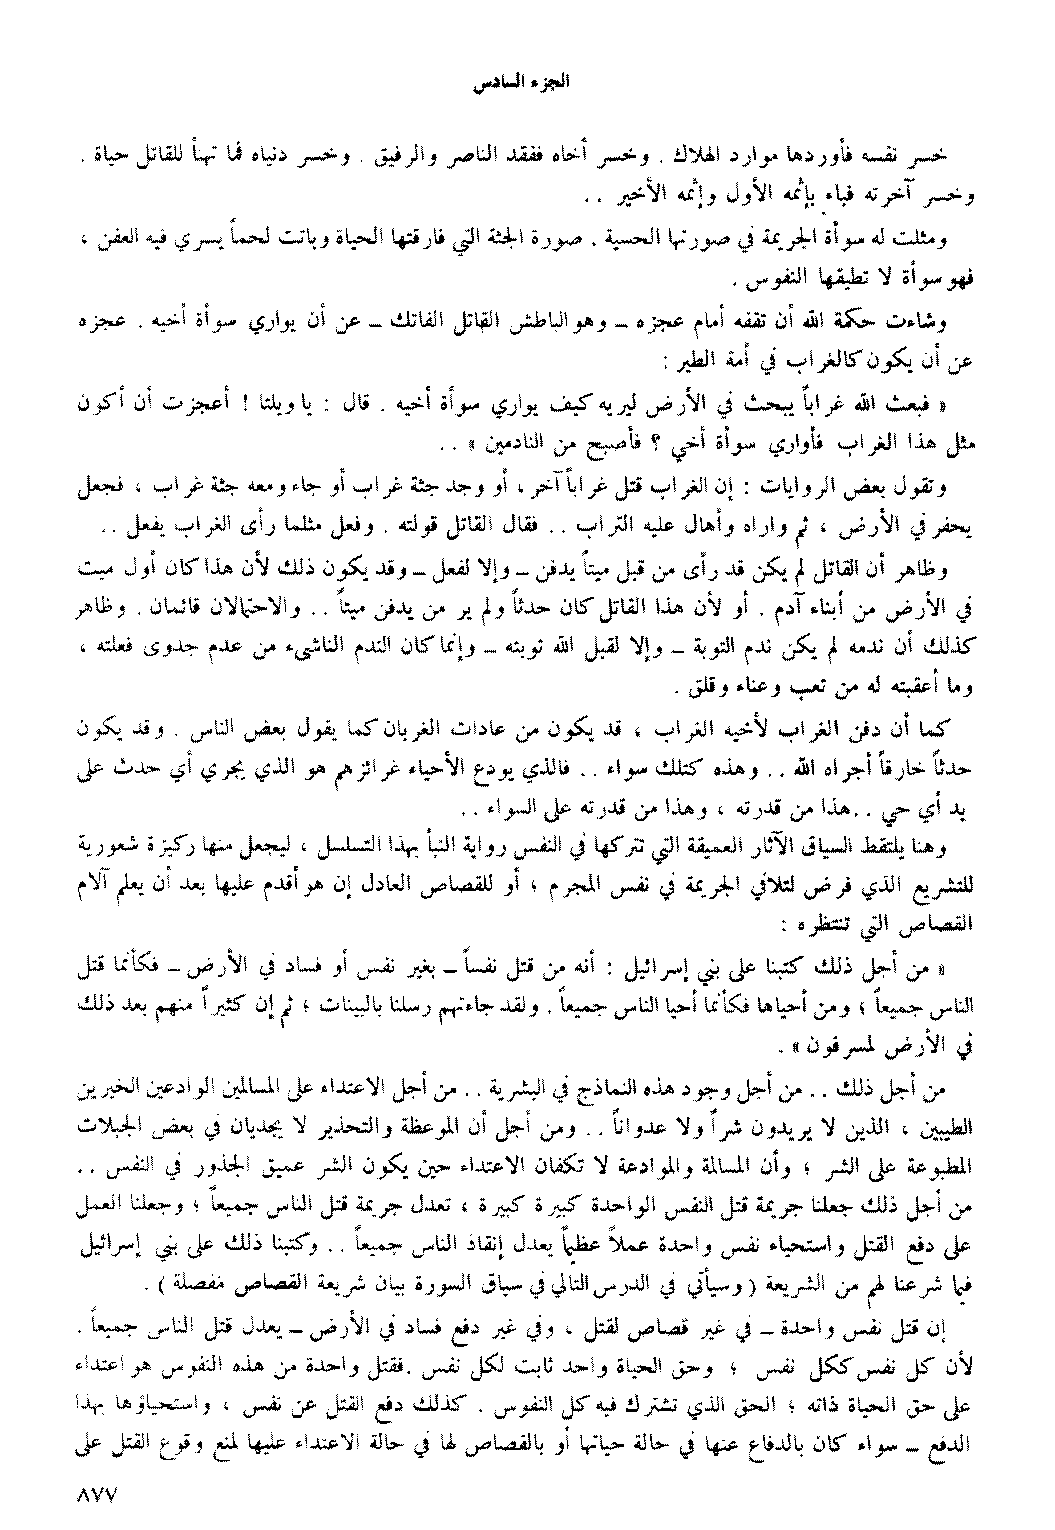 الجزء السادس
خسر نفسه فأوردها موارد الهلاك . وخسر أخاه ففقد الناصر والرفيق . وخسر دنياه فما تهنأ للقاتل حياة .
وخسر آخرته فباء بإثمه الأول وإثمه الأخير . .
ومثلت له سوأة الجريمة في صورتها الحسية . صورة الجثة التي فارقتها الحياة وباتت لحماً يسري فيه العفن ،
فهو سوأة لا تطيقها النفوس .
وشاءت حكمة الله أن تقفه أمام عجزه – وهو الباطش القاتل الفاتك – عن أن يواري سوأة أخيه . عجزه
عن أن يكون كالغراب في أمة الطير :
« فبعث الله غراباً يبحث في الأرض ليريه كيف يواري سوأة أخيه . قال : يا ويلتا ! أعجزت أن أكون
مثل هذا الغراب فأواري سوأة أخي ؟ فأصبح من النادمين » . .
وتقول بعض الروايات : إن الغراب قتل غراباً آخر ، أو وجد جثة غراب أو جاء ومعه جثة غراب ، فجعل
يحفر في الأرض ، ثم واراه وأهال عليه التراب . . فقال القاتل قولته . وفعل مثلما رأى الغراب يفعل . .
وظاهر أن القاتل لم يكن قد رأى من قبل ميتاً يدفن – وإلا لفعل – وقد يكون ذلك لأن هذا كان أول ميت
في الأرض من أبناء آدم . أو لأن هذا القاتل كان حدثاً ولم ير من يدفن ميتاً . . والاحتمالان قائمان . وظاهر
كذلك أن ندمه لم يكن ندم التوبة – وإلا لقبل الله توبته – وإنما كان الندم الناشىء من عدم جدوى فعلته ،
وما أعقبته له من تعب وعناء وقلق .
كما أن دفن الغراب لأخيه الغراب ، قد يكون من عادات الغربان كما يقول بعض الناس . وقد يكون
حدثاً خارقاً أجراه الله . . وهذه كتلك سواء . . فالذي يودع الأحياء غرائزهم هو الذي يجري أي حدث على
يد أي حي . . هذا من قدرته ، وهذا من قدرته على السواء . .
وهنا يلتقط السياق الآثار العميقة التي تتركها في النفس رواية النبأ بهذا التسلسل ، ليجعل منها ركيزة شعورية
للتشريع الذي فرض لتلافي الجريمة في نفس المجرم ؛ أو للقصاص العادل إن هو أقدم عليها بعد أن يعلم آلام
القصاص التي تنتظره :
« من أجل ذلك كتبنا على بني إسرائيل : أنه من قتل نفساً – بغير نفس أو فساد في الأرض – فكأنما قتل
الناس جميعاً ؛ ومن أحياها فكأنما أحيا الناس جميعاً . ولقد جاءتهم رسلنا بالبينات ؛ ثم إن كثيراً منهم بعد ذلك
في الأرض لمسرفون » .
من أجل ذلك . . من أجل وجود هذه النماذج في البشرية . . من أجل الاعتداء على المسالمين الوادعين الخيرين
الطيبين ، الذين لا يريدون شراً ولا عدواناً . . ومن أجل أن الموعظة والتحذير لا يجديان في بعض الجبلات
المطبوعة على الشر ؛ وأن المسالمة والموادعة لا تكفان الاعتداء حين يكون الشر عميق الجذور في النفس . .
من أجل ذلك جعلنا جريمة قتل النفس الواحدة كبيرة كبيرة ، تعدل جريمة قتل الناس جميعاً ؛ وجعلنا العمل
على دفع القتل واستحياء نفس واحدة عملاً عظيماً يعدل إنقاذ الناس جميعاً . . وكتبنا ذلك على بني إسرائيل
فيما شرعنا لهم من الشريعة ( وسيأتي في الدرس التالي في سياق السورة بيان شريعة القصاص مفصلة ) .
إن قتل نفس واحدة – في غير قصاص لقتل ، وفي غير دفع فساد في الأرض – يعدل قتل الناس جميعاً .
لأن كل نفس ككل نفس ؛ وحق الحياة واحد ثابت لكل نفس . فقتل واحدة من هذه النفوس هو اعتداء
على حق الحياة ذاته ؛ الحق الذي تشترك فيه كل النفوس . كذلك دفع القتل عن نفس ، واستحياؤها بهذا
الدفع – سواء كان بالدفاع عنها في حالة حياتها أو بالقصاص لها في حالة الاعتداء عليها لمنع وقوع القتل على
٨٧٧